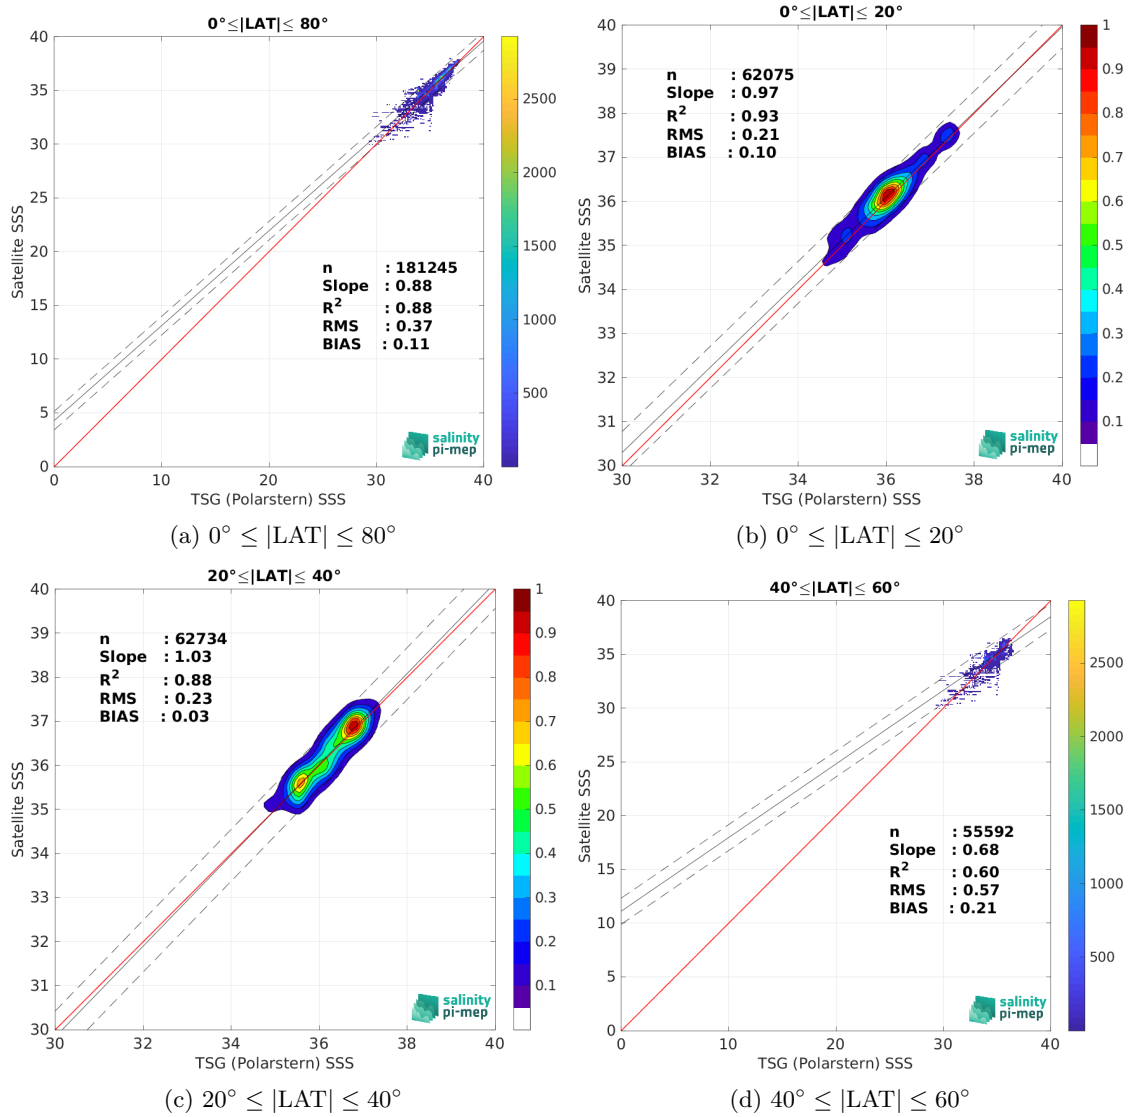 0°≤|LAT|≤ 80°
40
35
30
25
20
15
10
5
0
0
10
20
30
40
Satellite SSS
TSG (Polarstern) SSS
n : 181245
Slope : 0.88
R² : 0.88
RMS : 0.37
BIAS : 0.11
salinity
pi-mep
2500
2000
1500
1000
500
(a) 0° ≤ |LAT| ≤ 80°
0°≤|LAT|≤ 20°
40
39
38
37
36
35
34
33
32
31
30
30
32
34
36
38
40
Satellite SSS
TSG (Polarstern) SSS
n : 62075
Slope : 0.97
R² : 0.93
RMS : 0.21
BIAS : 0.10
salinity
pi-mep
1
0.9
0.8
0.7
0.6
0.5
0.4
0.3
0.2
0.1
(b) 0° ≤ |LAT| ≤ 20°
20°≤|LAT|≤ 40°
40
39
38
37
36
35
34
33
32
31
30
30
32
34
36
38
40
Satellite SSS
TSG (Polarstern) SSS
n : 62734
Slope : 1.03
R² : 0.88
RMS : 0.23
BIAS : 0.03
salinity
pi-mep
1
0.9
0.8
0.7
0.6
0.5
0.4
0.3
0.2
0.1
(c) 20° ≤ |LAT| ≤ 40°
40°≤|LAT|≤ 60°
40
35
30
25
20
15
10
5
0
0
10
20
30
40
Satellite SSS
TSG (Polarstern) SSS
n : 55592
Slope : 0.68
R² : 0.60
RMS : 0.57
BIAS : 0.21
salinity
pi-mep
2500
2000
1500
1000
500
(d) 40° ≤ |LAT| ≤ 60°